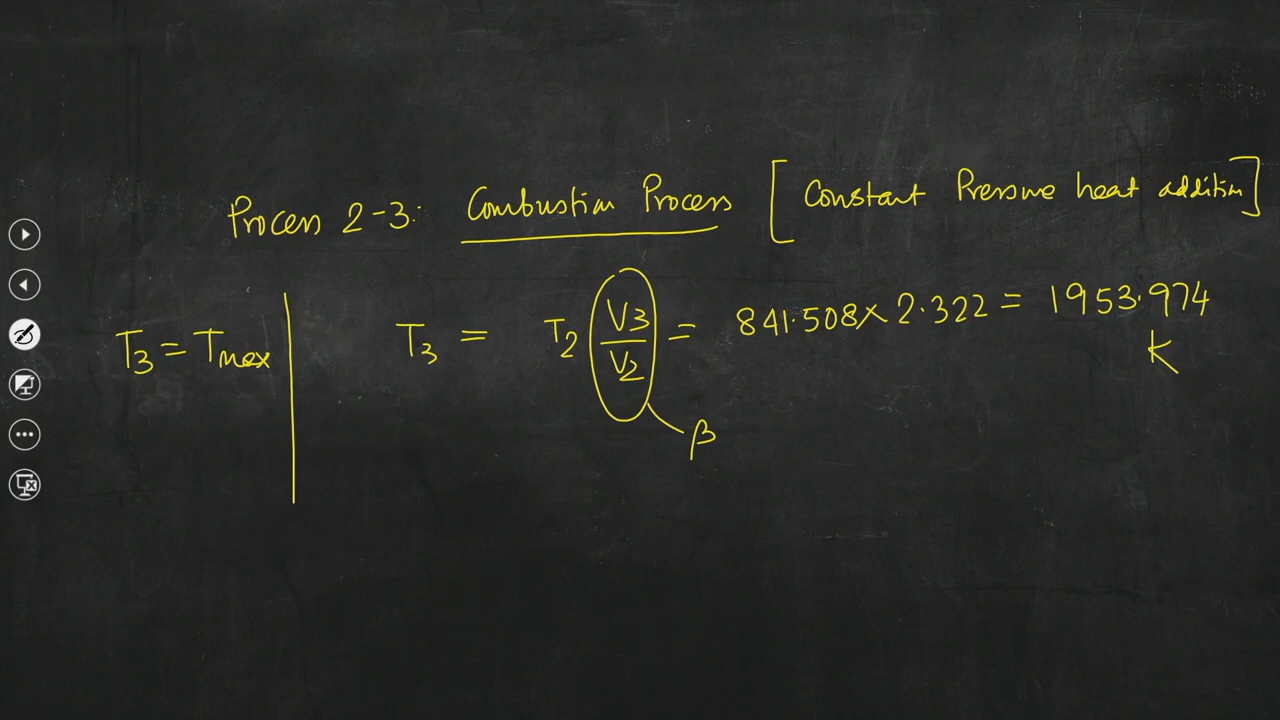 Process 2-3: Combustion Process [Constant Pressure heat addition]
T3 = Tmax
T3 = T2 (V3/V2) = 841.508 × 2.322 = 1953.974
K
β